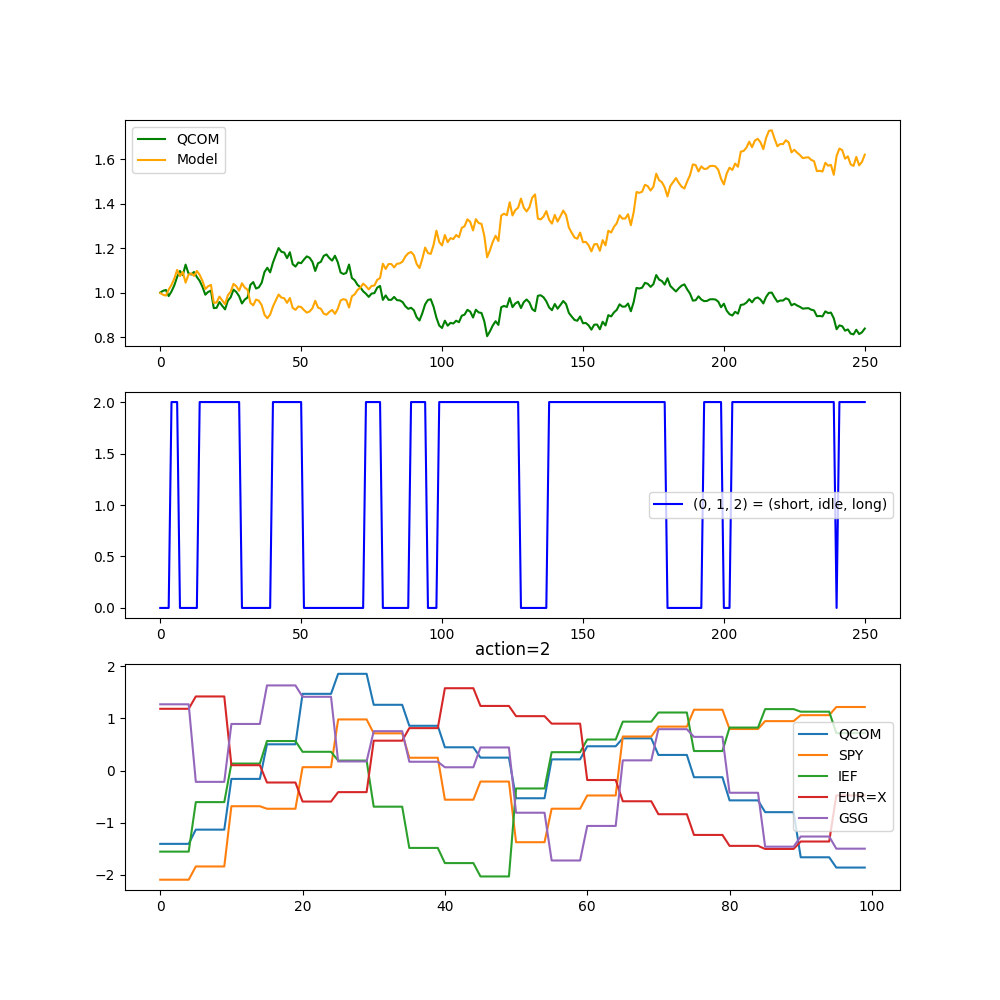 QCOM
Model
1.6
1.4
1.2
1.0
0.8
0 50 100 150 200 250
2.0
1.5
1.0
0.5
0.0
(0, 1, 2) = (short, idle, long)
0 50 100 150 200 250
action=2
2
1
0
−1
−2
QCOM
SPY
IEF
EUR=X
GSG
0 20 40 60 80 100